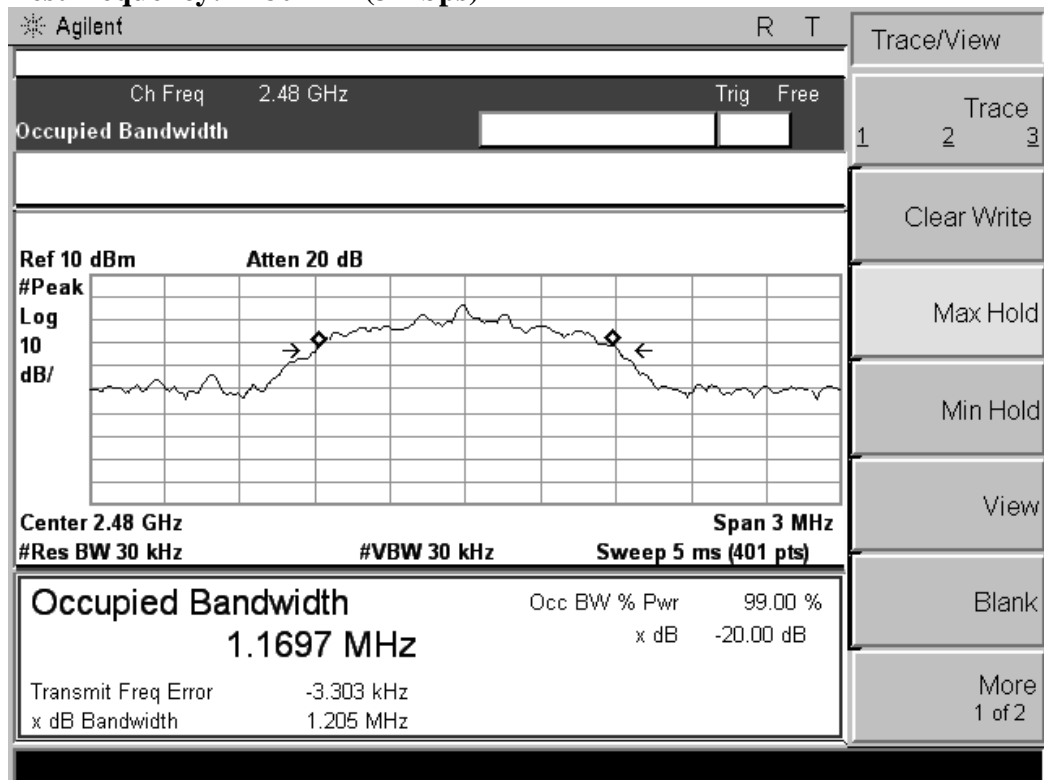 Agilent R T
Trace/View
Ch Freq 2.48 GHz Trig Free
Occupied Bandwidth
Trace
1 2 3
Clear Write
Ref 10 dBm Atten 20 dB
#Peak
Log
10
dB/
Max Hold
Min Hold
View
Center 2.48 GHz Span 3 MHz
#Res BW 30 kHz #VBW 30 kHz Sweep 5 ms (401 pts)
Occupied Bandwidth
1.1697 MHz
Occ BW % Pwr 99.00 %
x dB -20.00 dB
Transmit Freq Error -3.303 kHz
x dB Bandwidth 1.205 MHz
Blank
More
1 of 2